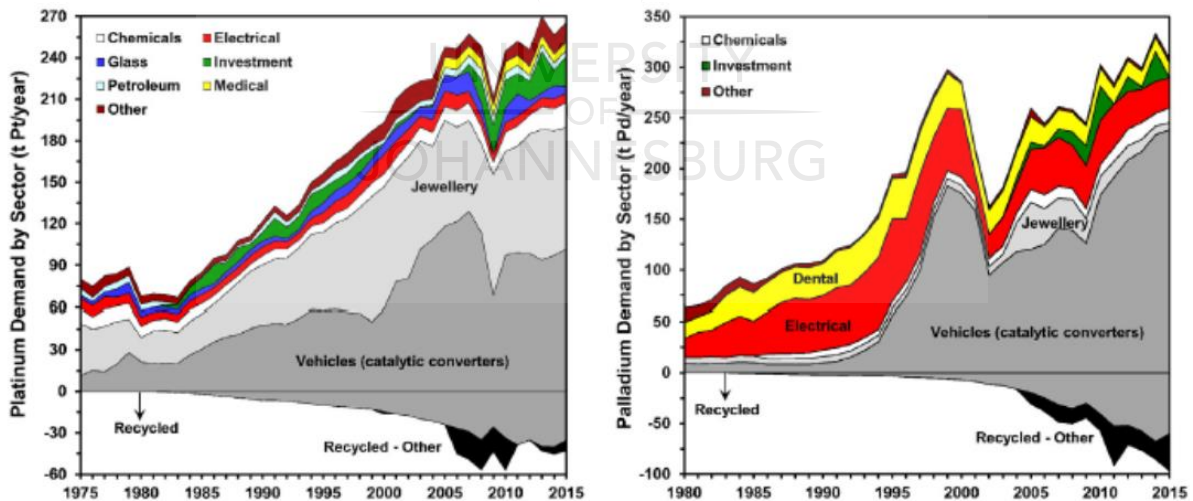 UNIVERSITY
OF
JOHANNESBURG
Platinum Demand by Sector (t Pt/year)
270
240
210
180
150
120
90
60
30
0
-30
-60
Chemicals
Electrical
Glass
Investment
Petroleum
Medical
Other
Jewellery
Vehicles (catalytic converters)
Recycled
Recycled - Other
1975 1980 1985 1990 1995 2000 2005 2010 2015
Palladium Demand by Sector (t Pd/year)
350
300
250
200
150
100
50
0
-50
-100
Chemicals
Investment
Other
Dental
Electrical
Jewellery
Vehicles (catalytic converters)
Recycled
Recycled - Other
1980 1985 1990 1995 2000 2005 2010 2015